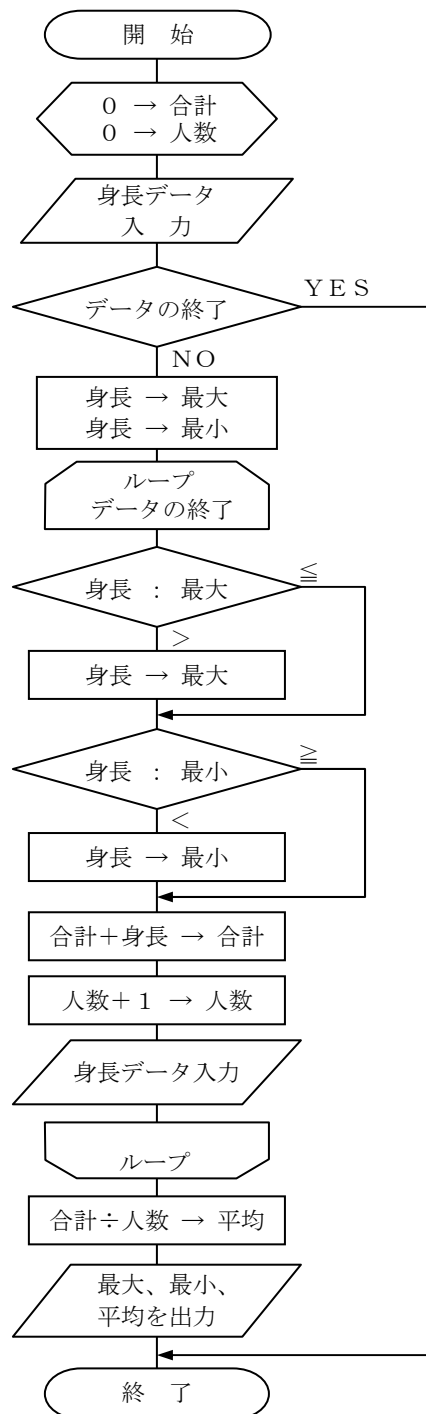 開　始
０ → 合計
０ → 人数
身長データ
入　力
データの終了
ＹＥＳ
ＮＯ
身長 → 最大
身長 → 最小
ループ
データの終了
身長 : 最大
≦
>
身長 → 最大
身長 : 最小
≧
<
身長 → 最小
合計＋身長 → 合計
人数＋１ → 人数
身長データ入力
ループ
合計÷人数 → 平均
最大、最小、
平均を出力
終　了